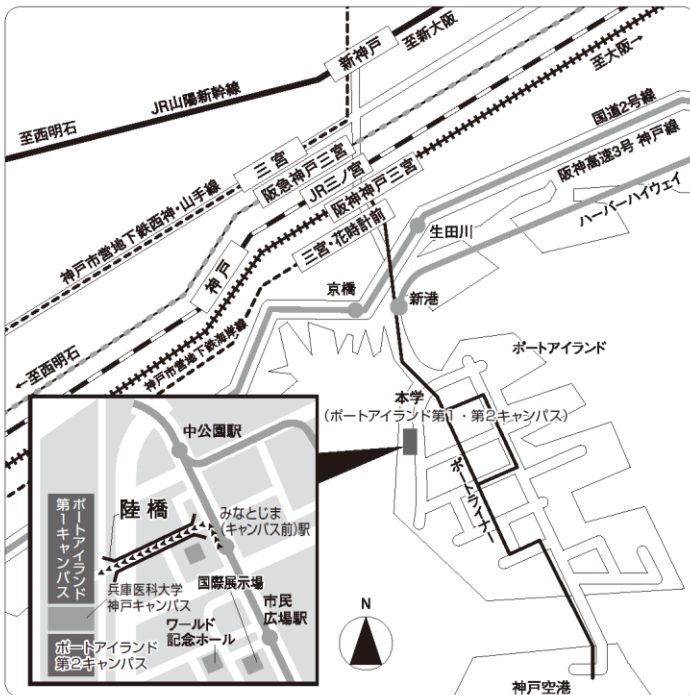 新神戸
至新大阪
至大阪→
JR山陽新幹線
至西明石
国道2号線
三宮
阪急神戸三宮
JR三ノ宮
阪神神戸三宮
三宮・花時計前
阪神高速3号 神戸線
ハーバーハイウェイ
神戸市営地下鉄西神・山手線
生田川
神戸
京橋
新港
←至西明石
神戸市営地下鉄海岸線
ポートアイランド
本学
(ポートアイランド第1・第2キャンパス)
ポートライナー
中公園駅
陸橋
みなとじま
(キャンパス前)駅
ポートアイランド
第1キャンパス
兵庫医科大学
神戸キャンパス
国際展示場
市民
広場駅
ワールド
記念ホール
ポートアイランド
第2キャンパス
N
神戸空港